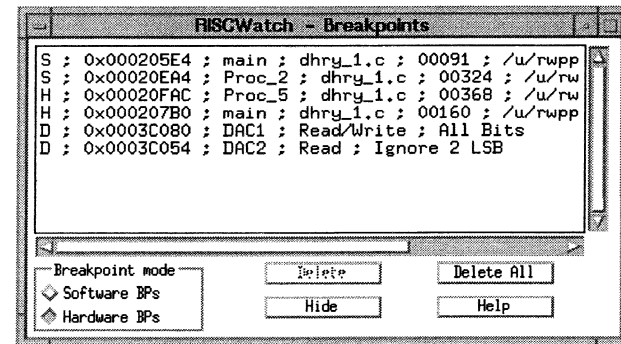 RISCWatch - Breakpoints
S ; 0x000205E4 ; main ; dhry_1.c ; 00091 ; /u/rwpp
S ; 0x00020EA4 ; Proc_2 ; dhry_1.c ; 00324 ; /u/rw
H ; 0x00020FAC ; Proc_5 ; dhry_1.c ; 00368 ; /u/rw
H ; 0x000207B0 ; main ; dhry_1.c ; 00160 ; /u/rwpp
D ; 0x0003C080 ; DAC1 ; Read/Write ; All Bits
D ; 0x0003C054 ; DAC2 ; Read ; Ignore 2 LSB
Breakpoint mode
Software BPs
Hardware BPs
Delete
Delete All
Hide
Help